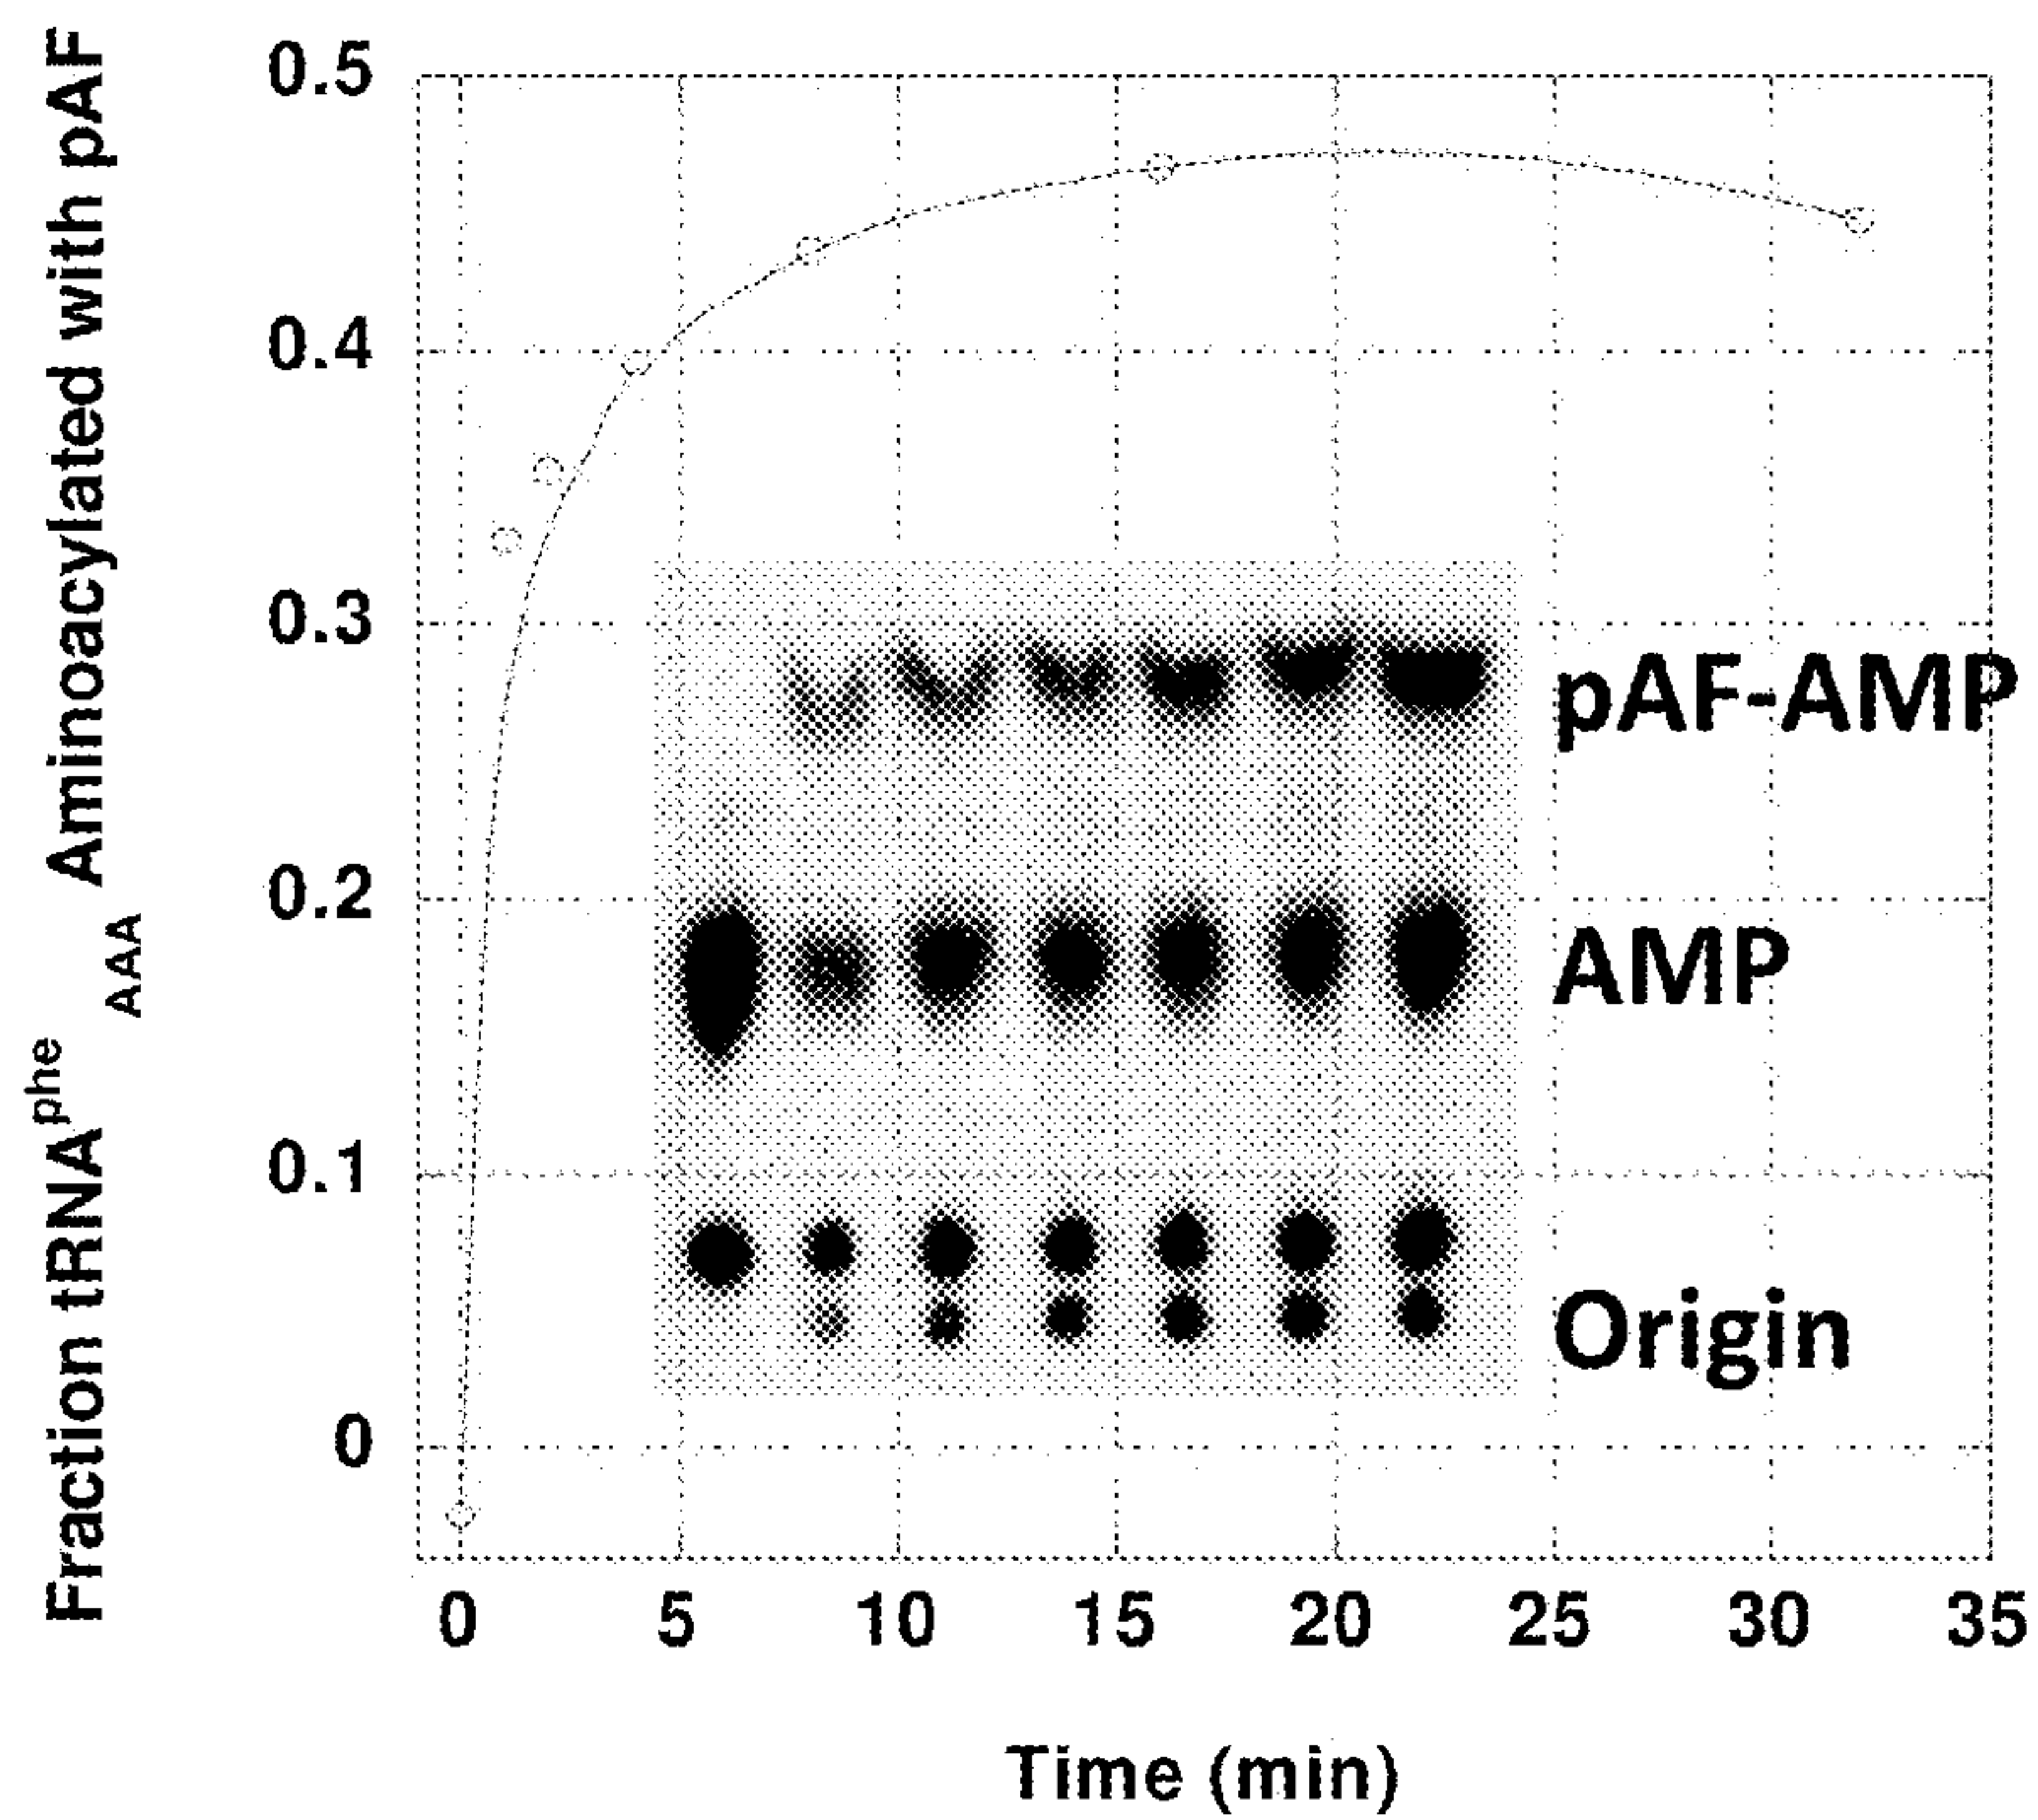 Fraction tRNA^phe_AAA Aminoacylated with pAF
0.5
0.4
0.3
0.2
0.1
0
pAF-AMP
AMP
Origin
0 5 10 15 20 25 30 35
Time (min)